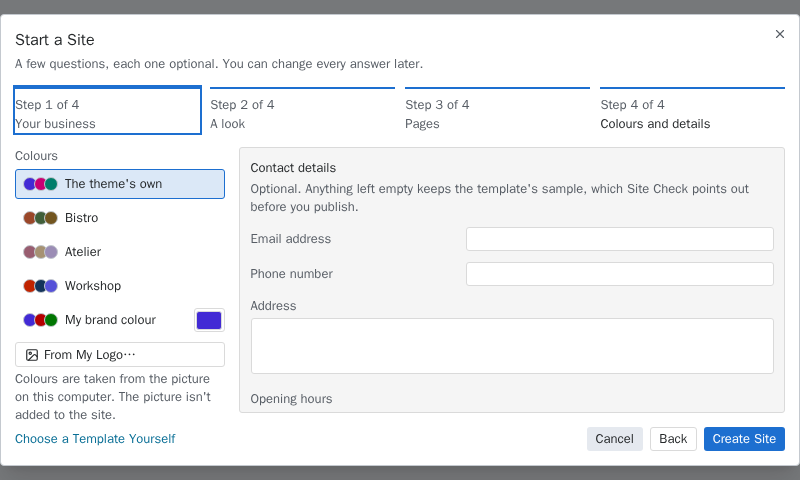 Start a Site
A few questions, each one optional. You can change every answer later.
Step 1 of 4
Your business
Step 2 of 4
A look
Step 3 of 4
Pages
Step 4 of 4
Colours and details
Colours
The theme's own
Bistro
Atelier
Workshop
My brand colour
From My Logo···
Colours are taken from the picture
on this computer. The picture isn't
added to the site.
Choose a Template Yourself
Contact details
Optional. Anything left empty keeps the template's sample, which Site Check points out
before you publish.
Email address
Phone number
Address
Opening hours
Cancel
Back
Create Site